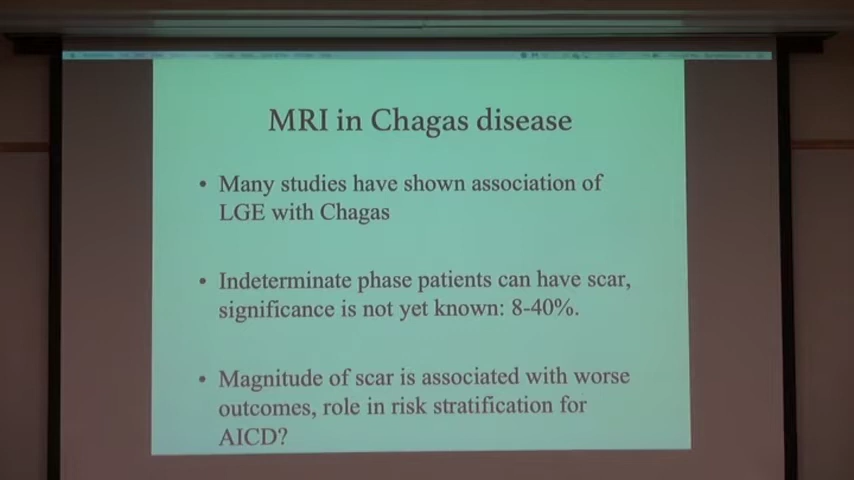 MRI in Chagas disease
• Many studies have shown association of
LGE with Chagas
• Indeterminate phase patients can have scar,
significance is not yet known: 8-40%.
• Magnitude of scar is associated with worse
outcomes, role in risk stratification for
AICD?